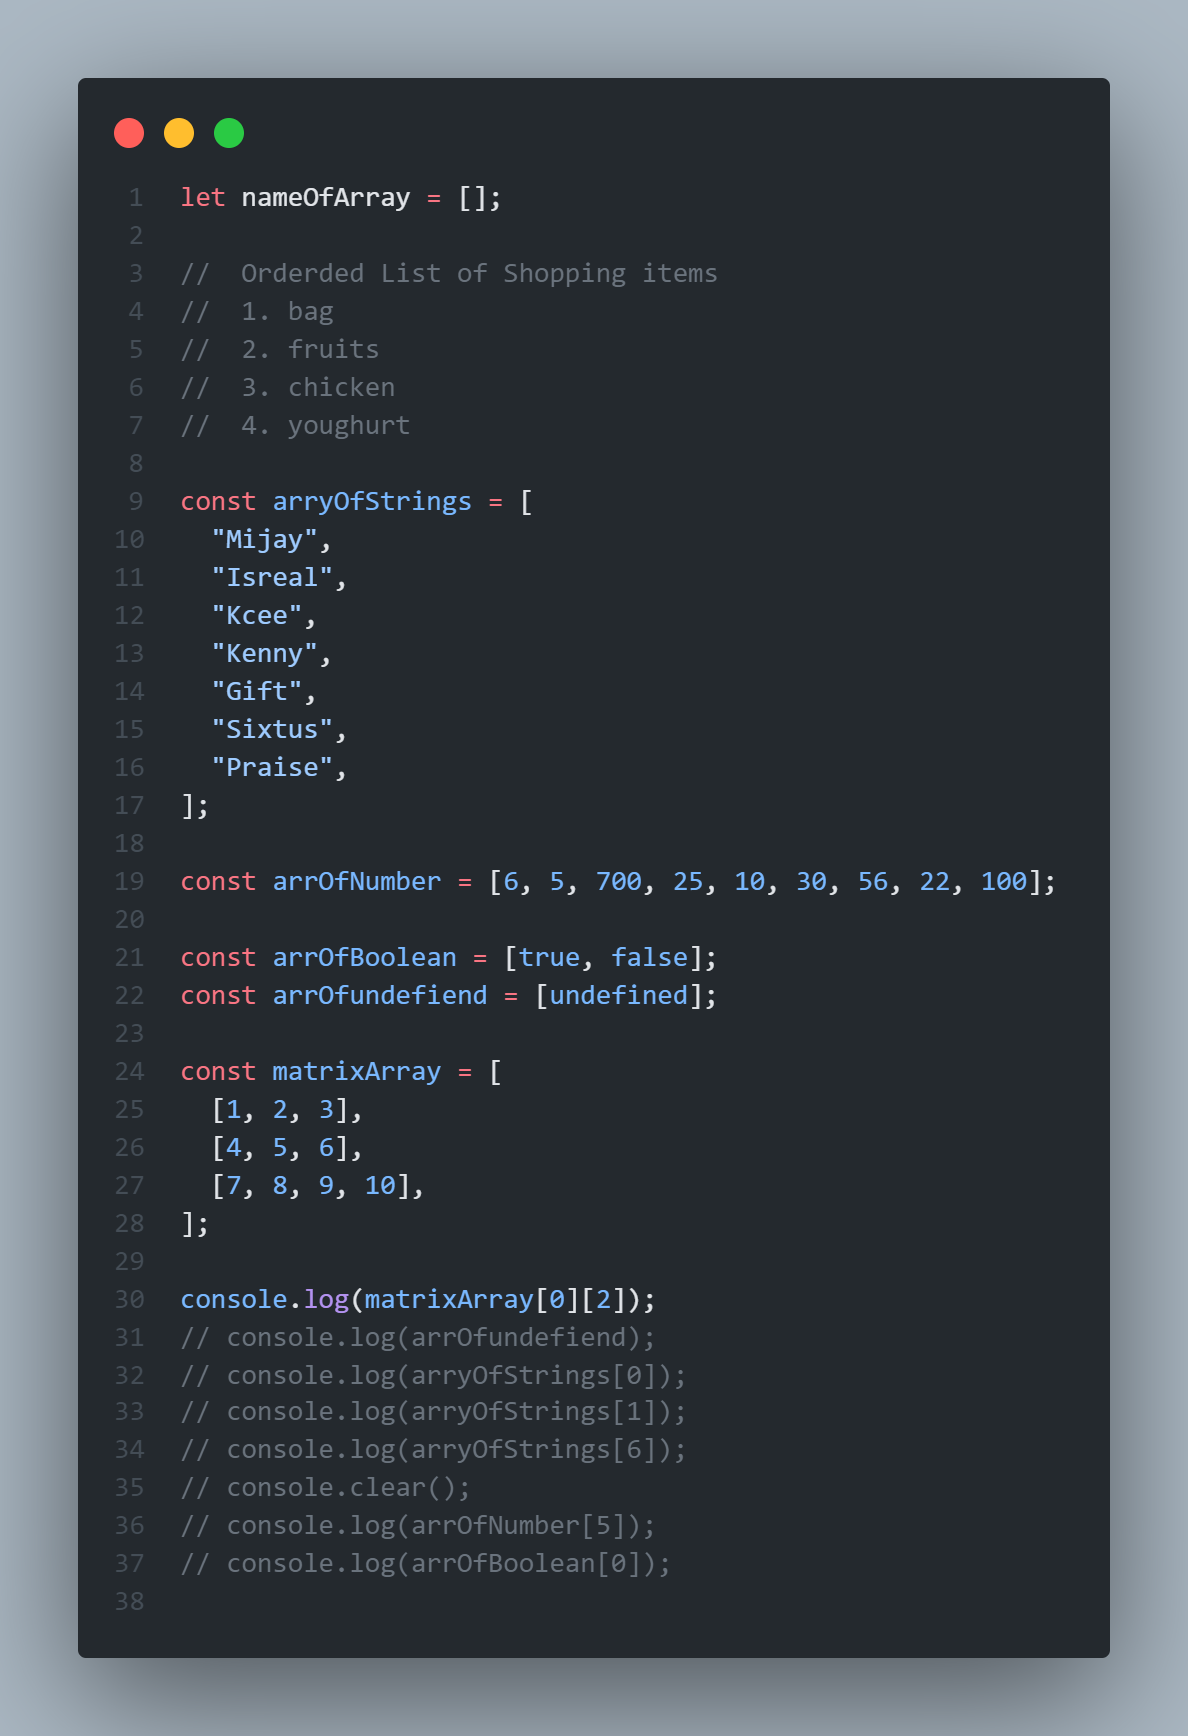 1 let nameOfArray = [];
2
3 //  Orderded List of Shopping items
4 //  1. bag
5 //  2. fruits
6 //  3. chicken
7 //  4. youghurt
8
9 const arryOfStrings = [
10   "Mijay",
11   "Isreal",
12   "Kcee",
13   "Kenny",
14   "Gift",
15   "Sixtus",
16   "Praise",
17 ];
18
19 const arrOfNumber = [6, 5, 700, 25, 10, 30, 56, 22, 100];
20
21 const arrOfBoolean = [true, false];
22 const arrOfundefiend = [undefined];
23
24 const matrixArray = [
25   [1, 2, 3],
26   [4, 5, 6],
27   [7, 8, 9, 10],
28 ];
29
30 console.log(matrixArray[0][2]);
31 // console.log(arrOfundefiend);
32 // console.log(arryOfStrings[0]);
33 // console.log(arryOfStrings[1]);
34 // console.log(arryOfStrings[6]);
35 // console.clear();
36 // console.log(arrOfNumber[5]);
37 // console.log(arrOfBoolean[0]);
38